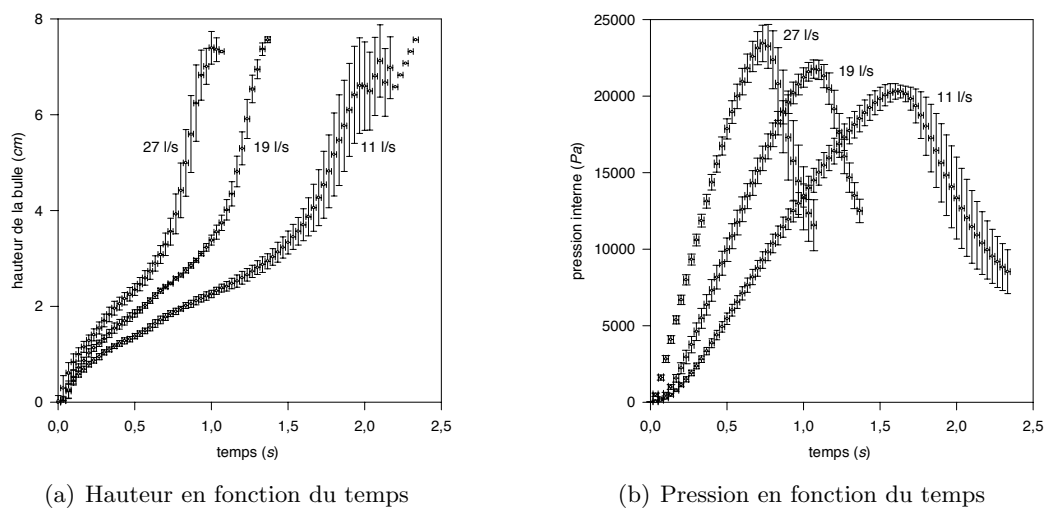 8
6
4
2
0
hauteur de la bulle (cm)
27 l/s
19 l/s
11 l/s
0,0
0,5
1,0
1,5
2,0
2,5
temps (s)
(a) Hauteur en fonction du temps
25000
20000
15000
10000
5000
0
pression interne (Pa)
27 l/s
19 l/s
11 l/s
0,0
0,5
1,0
1,5
2,0
2,5
temps (s)
(b) Pression en fonction du temps